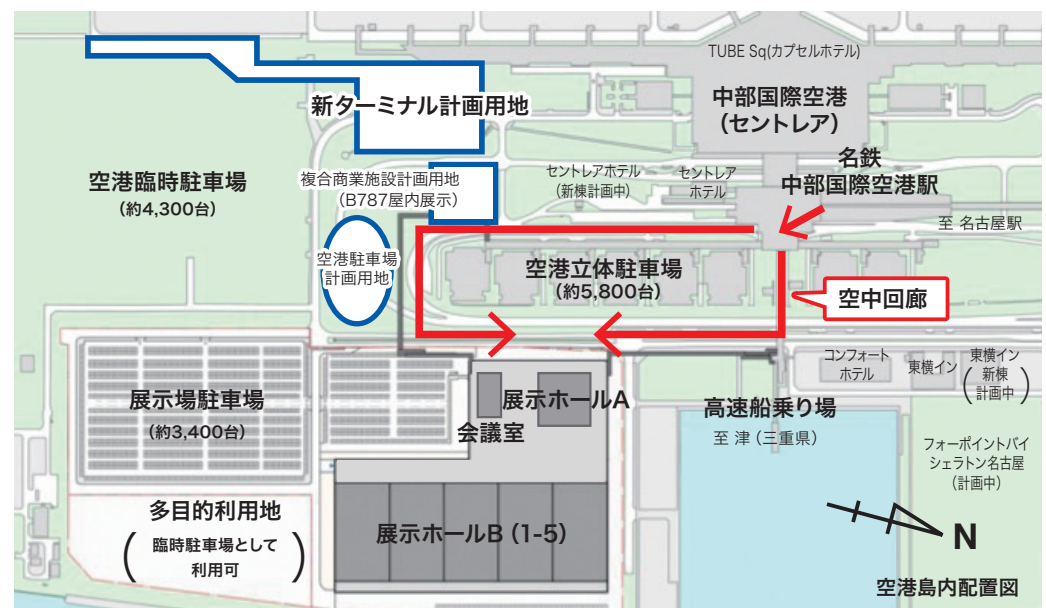 TUBE Sq(カプセルホテル)
中部国際空港
(セントレア)
新ターミナル計画用地
名鉄
中部国際空港駅
空港臨時駐車場
(約4,300台)
複合商業施設計画用地
(B787屋内展示)
セントレアホテル
(新棟計画中)
セントレア
ホテル
至 名古屋駅
空港駐車場
計画用地
空港立体駐車場
(約5,800台)
空中回廊
展示場駐車場
(約3,400台)
展示ホールA
会議室
高速船乗り場
至 津(三重県)
コンフォート
ホテル
東横イン
東横イン
(新棟
計画中)
フォーポイントバイ
シェラトン名古屋
(計画中)
多目的利用地
(臨時駐車場として
利用可)
展示ホールB (1-5)
N
空港島内配置図